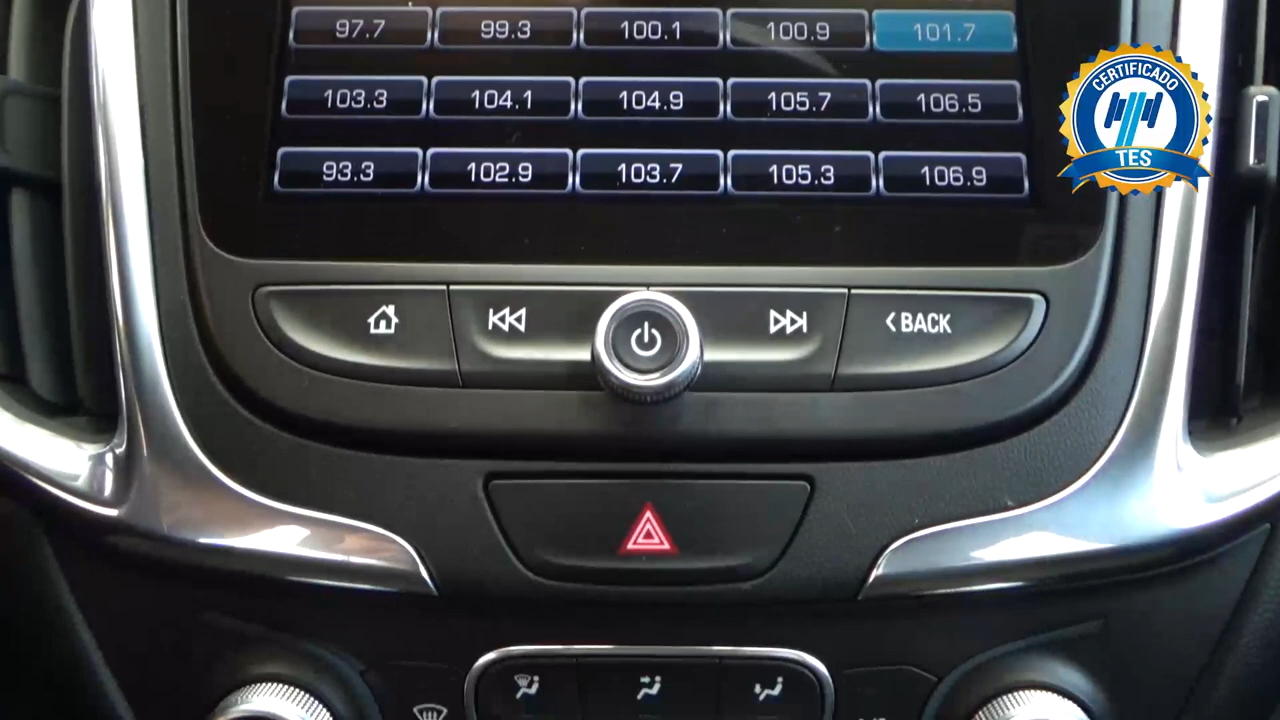 97.7 99.3 100.1 100.9 101.7
103.3 104.1 104.9 105.7 106.5
93.3 102.9 103.7 105.3 106.9
CERTIFICADO
TES
BACK